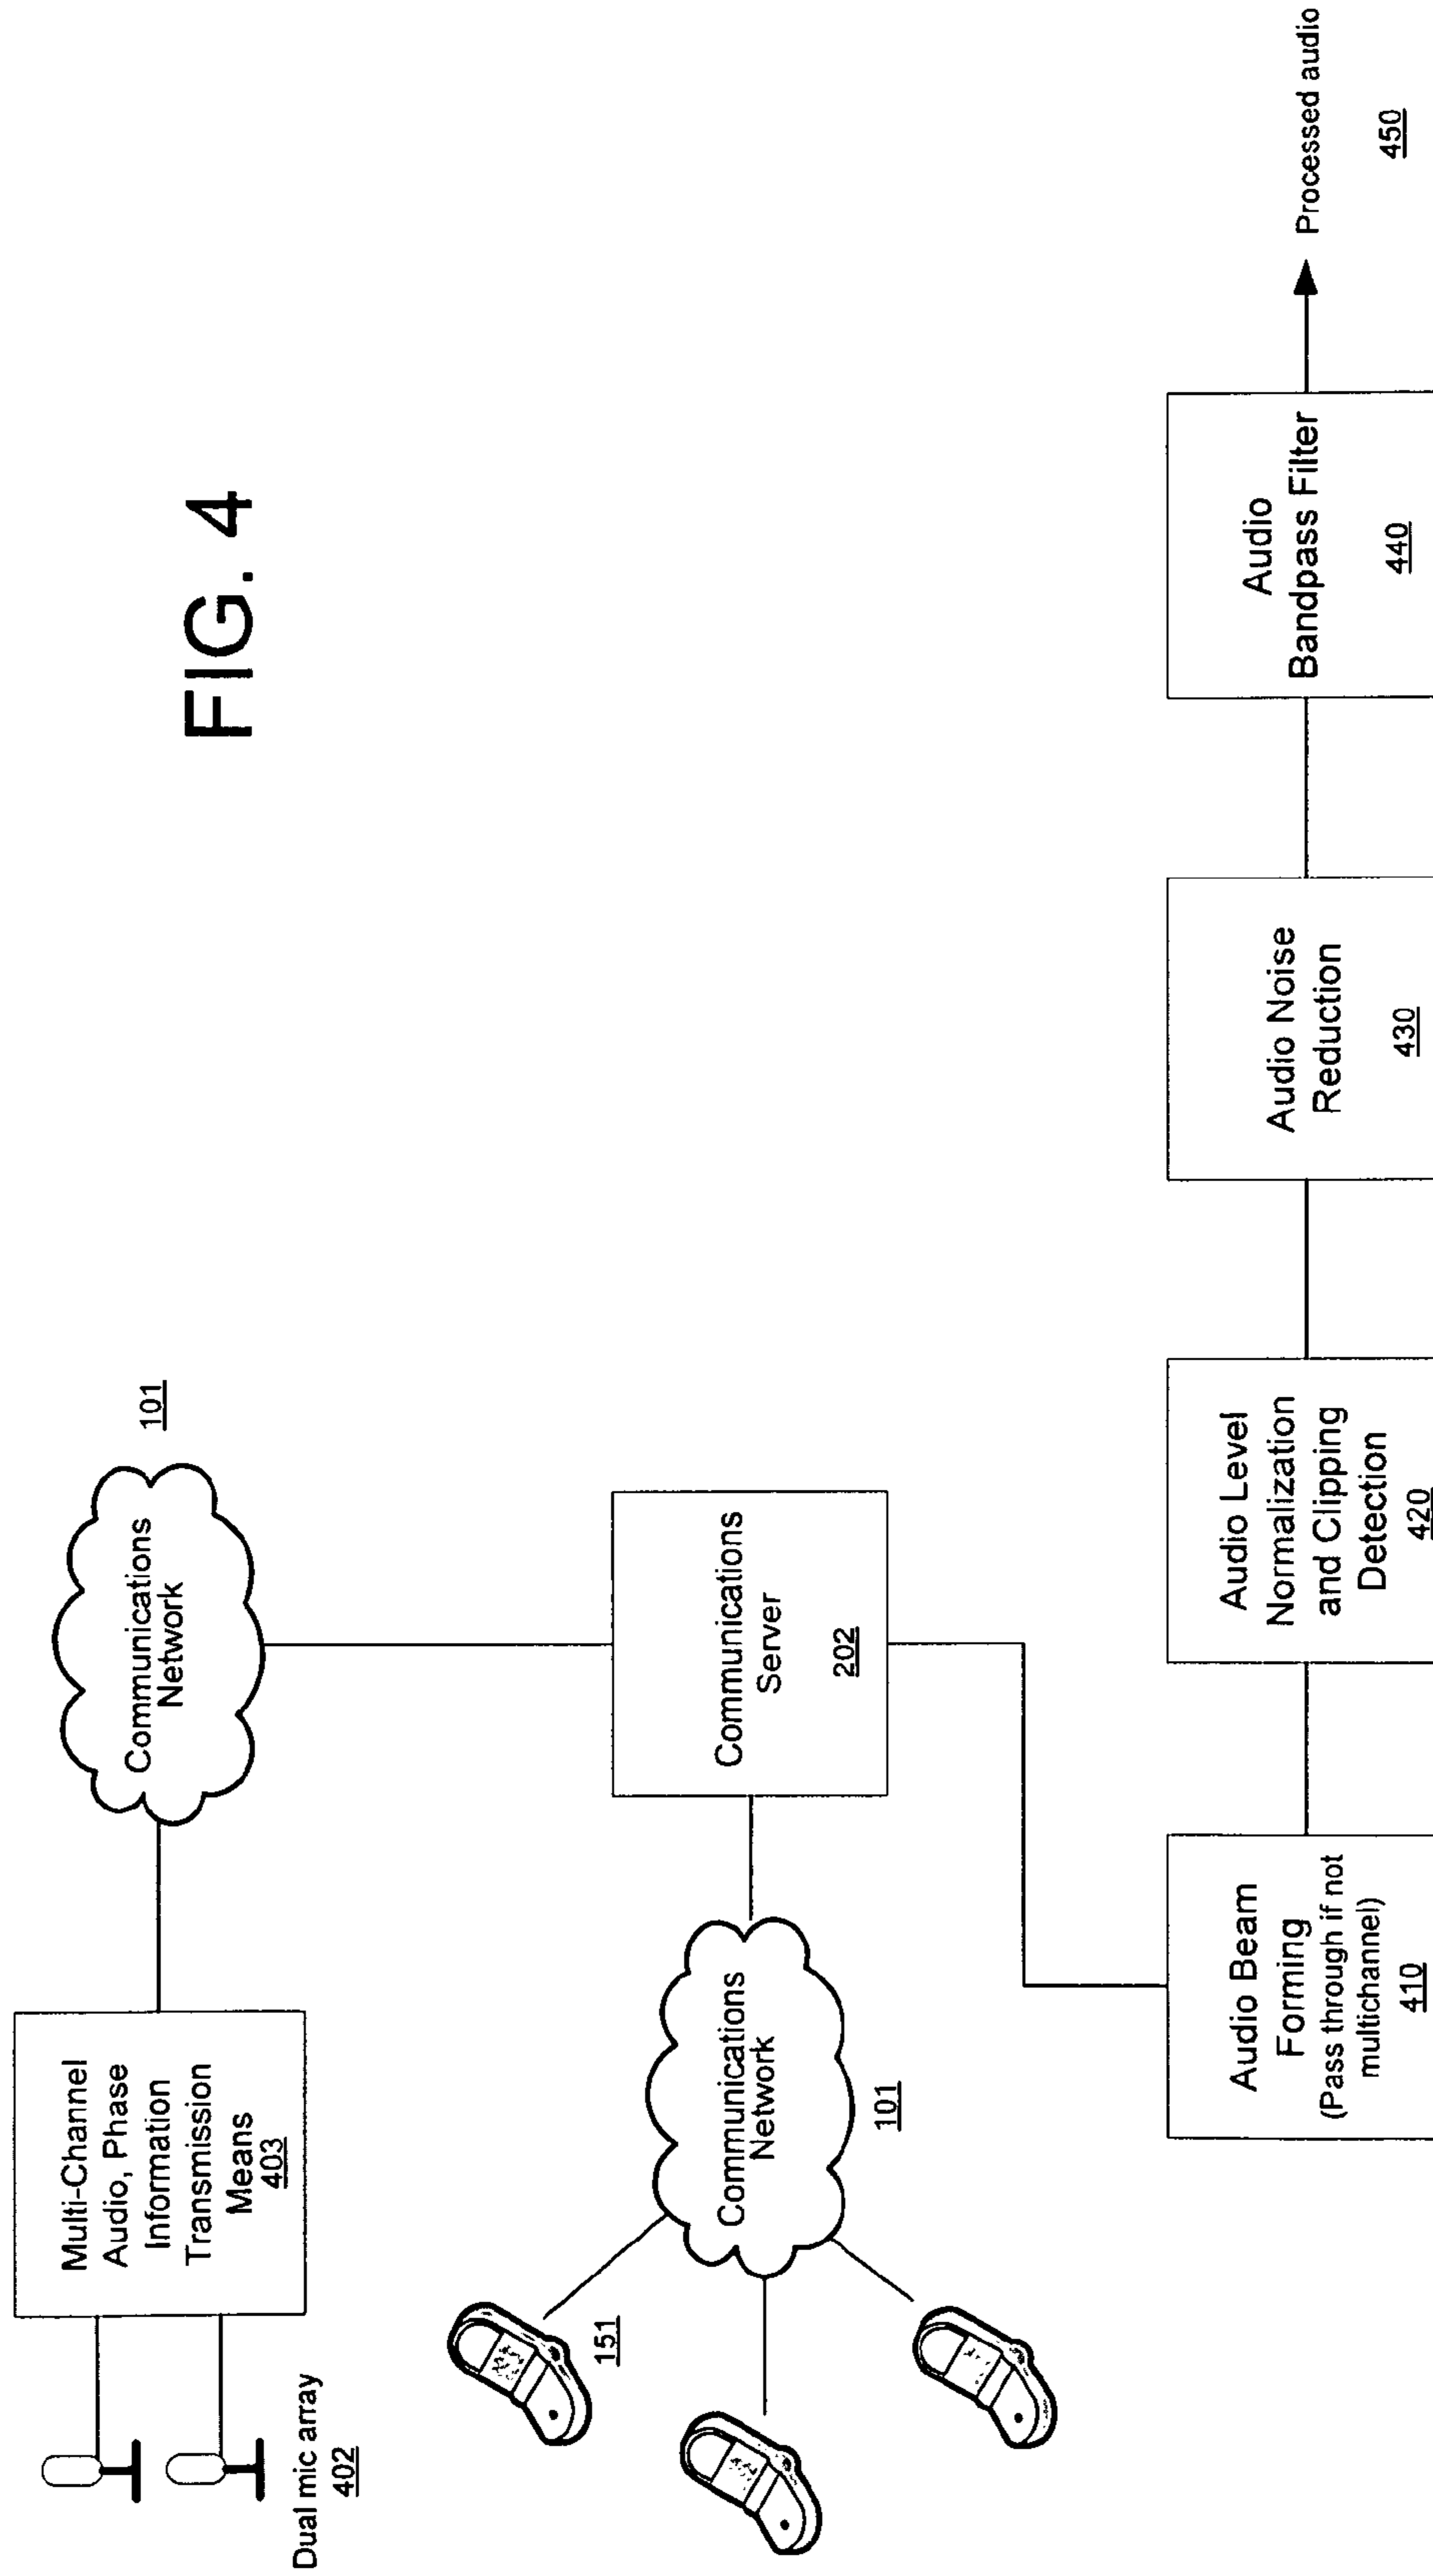 FIG. 4
Multi-Channel
Audio, Phase
Information
Transmission
Means
403
Dual mic array
402
Communications
Network
101
151
Communications
Network
101
Communications
Server
202
Audio Beam
Forming
(Pass through if not
multichannel)
410
Audio Level
Normalization
and Clipping
Detection
420
Audio Noise
Reduction
430
Audio
Bandpass Filter
440
Processed audio
450